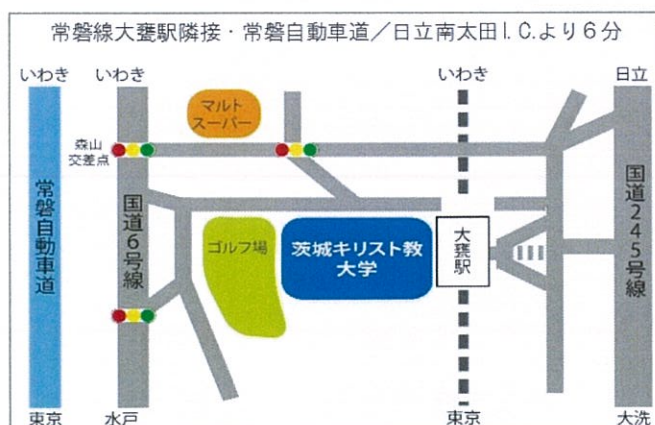 常磐線大甕駅隣接・常磐自動車道／日立南太田I.C.より6分
いわき
いわき
いわき
日立
マルト
スーパー
森山
交差点
常磐自動車道
国道6号線
ゴルフ場
茨城キリスト教
大学
大甕駅
国道245号線
東京
水戸
東京
大洗